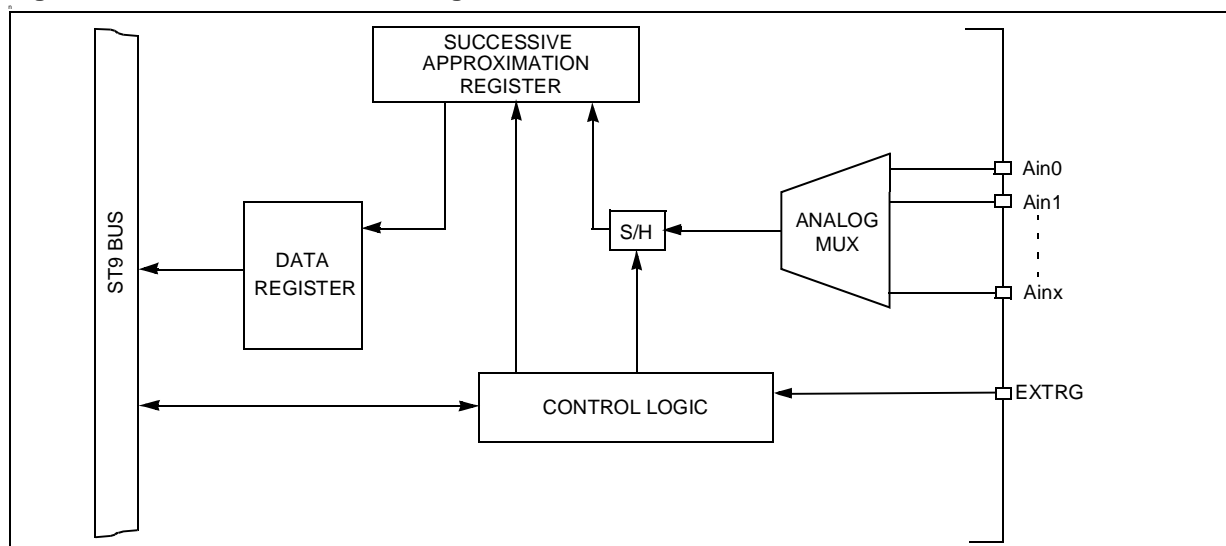 SUCCESSIVE
APPROXIMATION
REGISTER
ST9 BUS
DATA
REGISTER
S/H
ANALOG
MUX
Ain0
Ain1
Ainx
CONTROL LOGIC
EXTRG